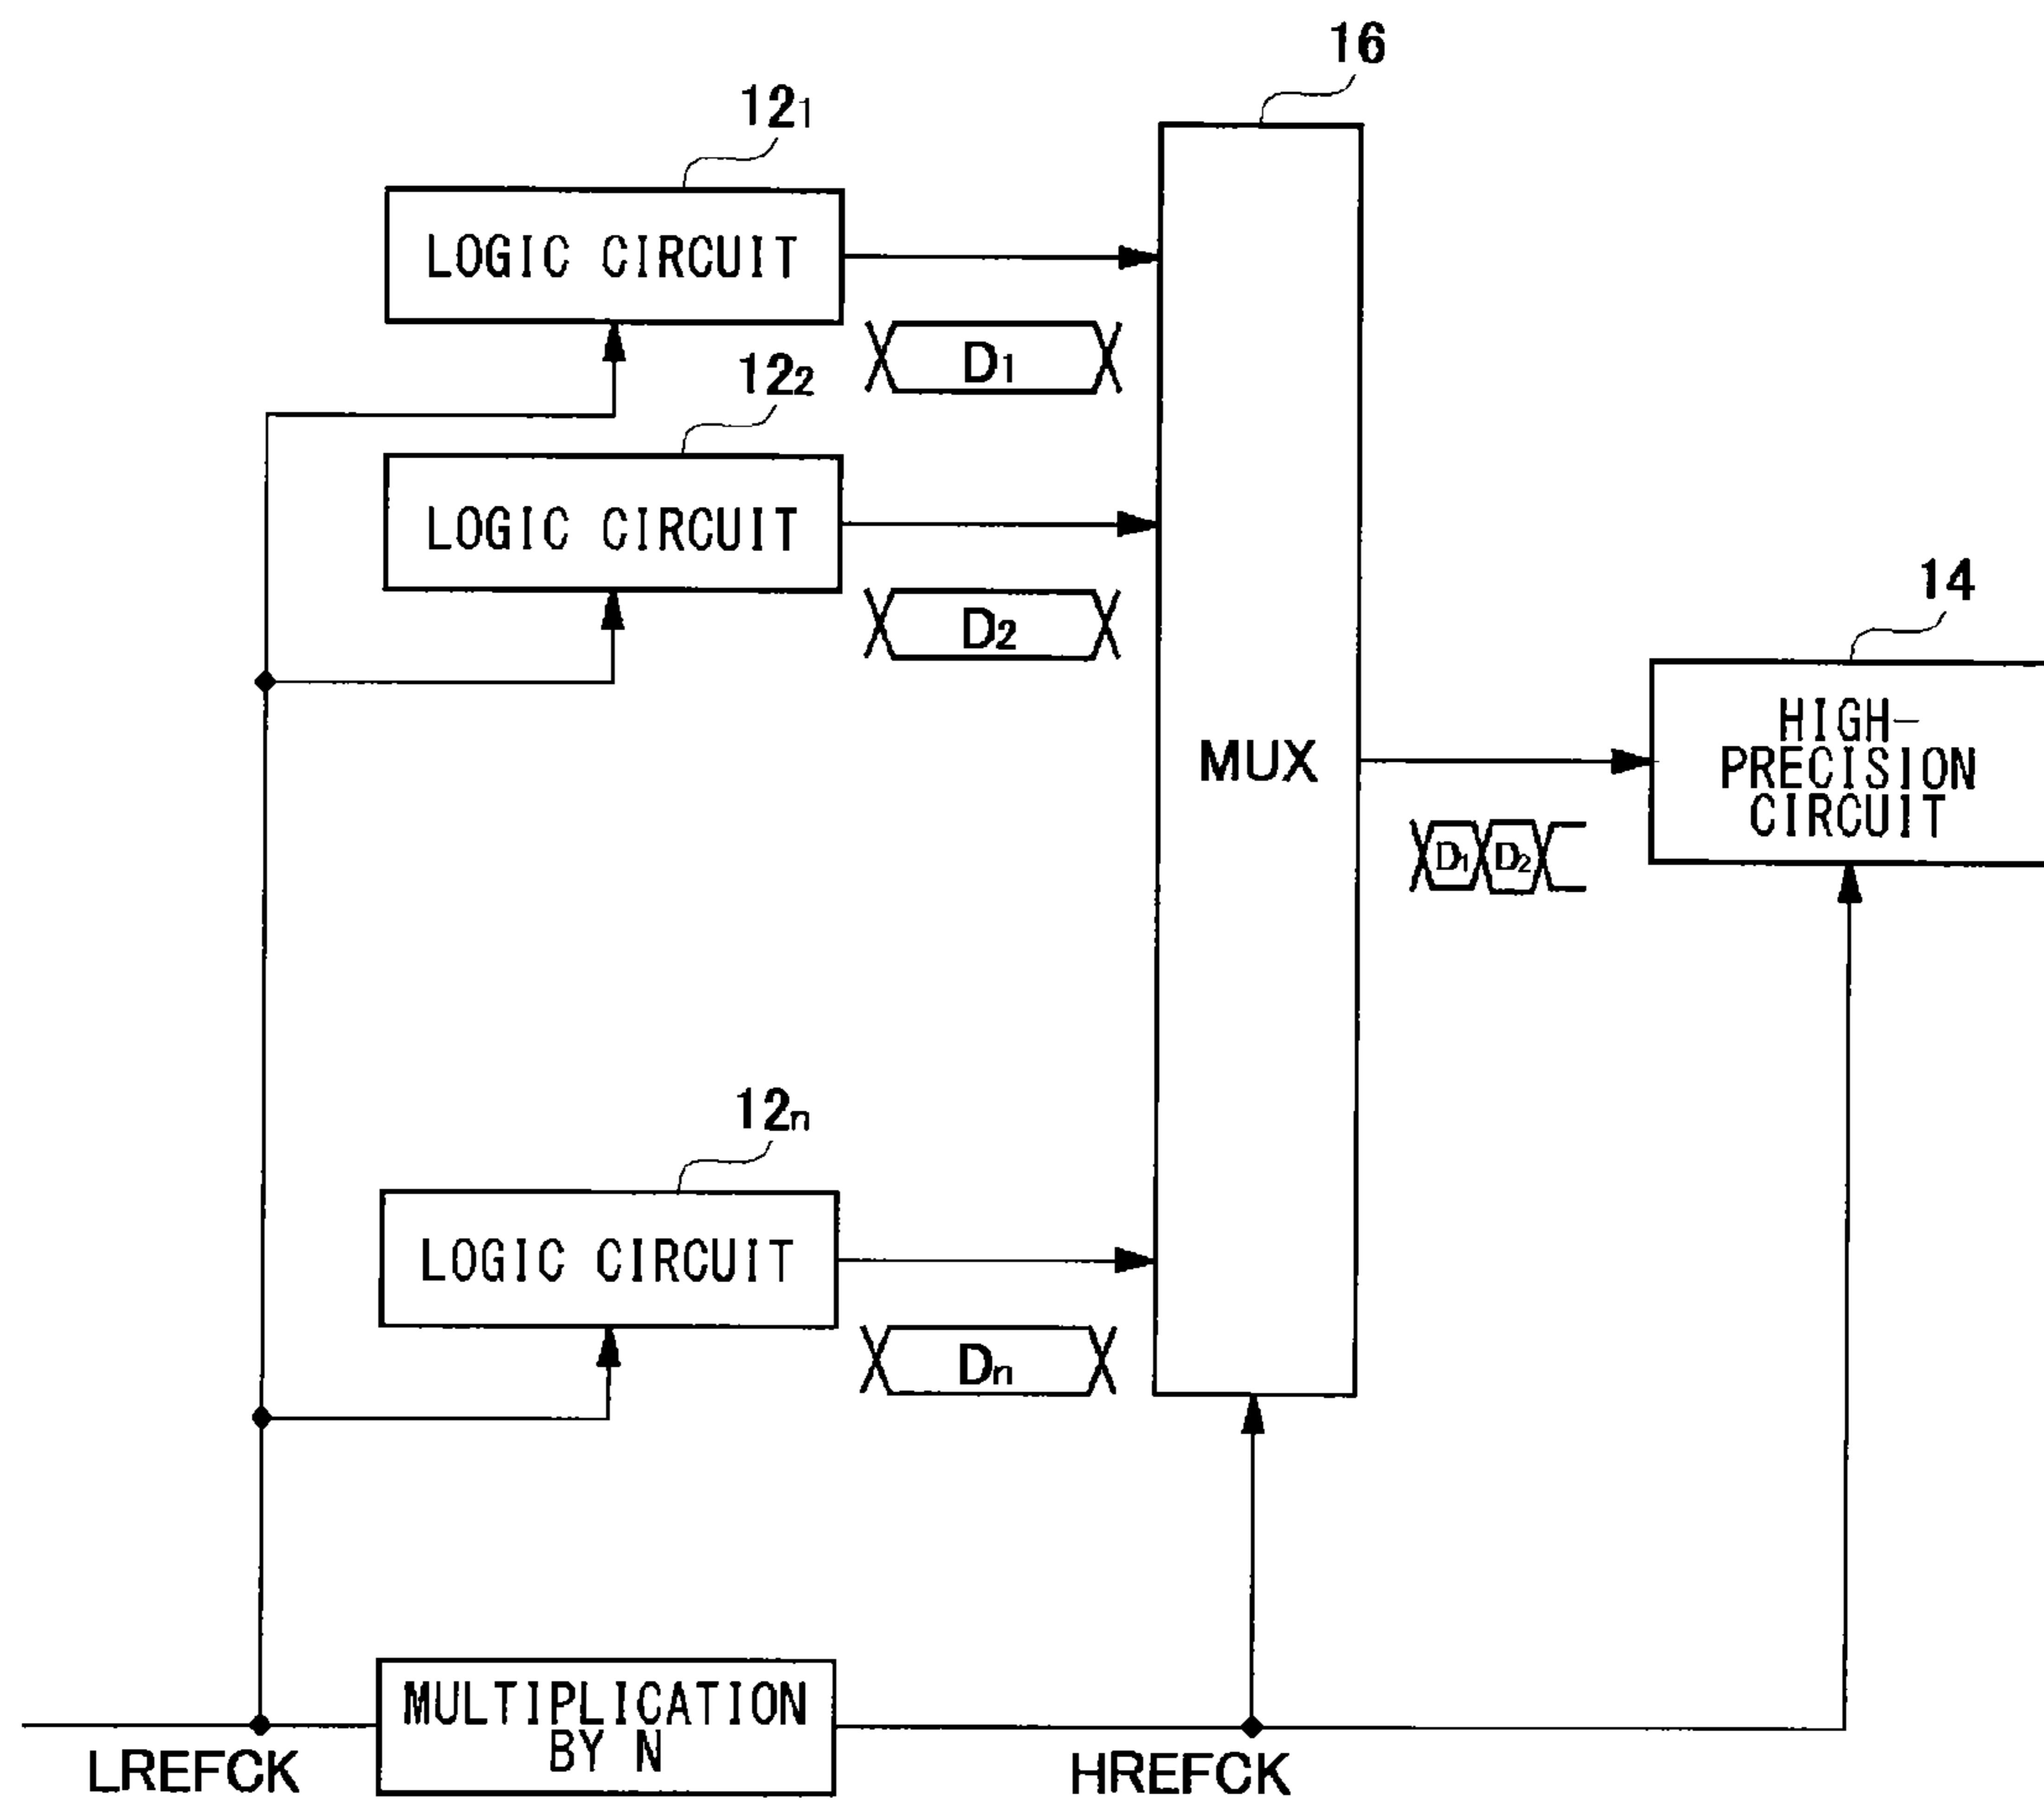 16
12₁
LOGIC CIRCUIT
D₁
12₂
LOGIC CIRCUIT
D₂
14
HIGH-
PRECISION
CIRCUIT
MUX
D₁ D₂
12ₙ
LOGIC CIRCUIT
Dₙ
MULTIPLICATION
BY N
LREFCK
HREFCK